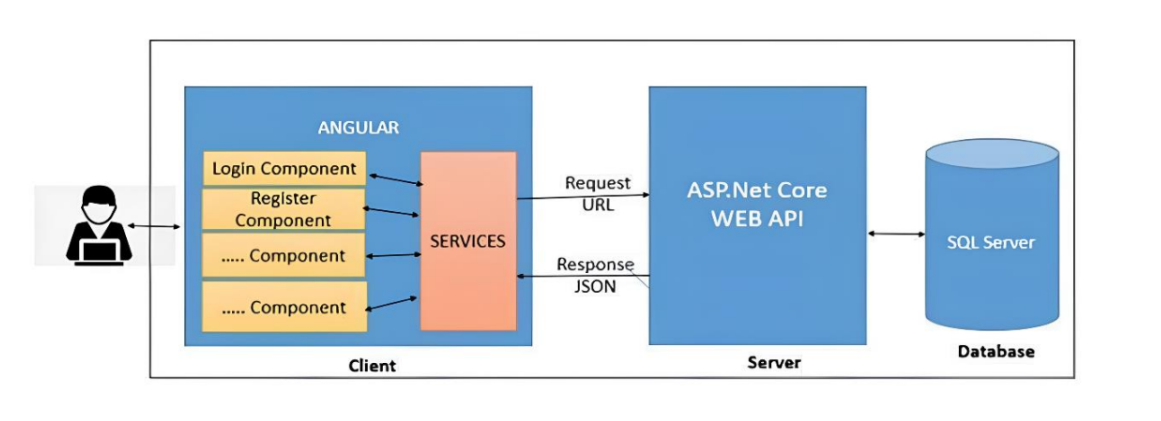 ANGULAR
Login Component
Register
Component
..... Component
..... Component
SERVICES
Client
Request
URL
Response
JSON
ASP.Net Core
WEB API
Server
SQL Server
Database